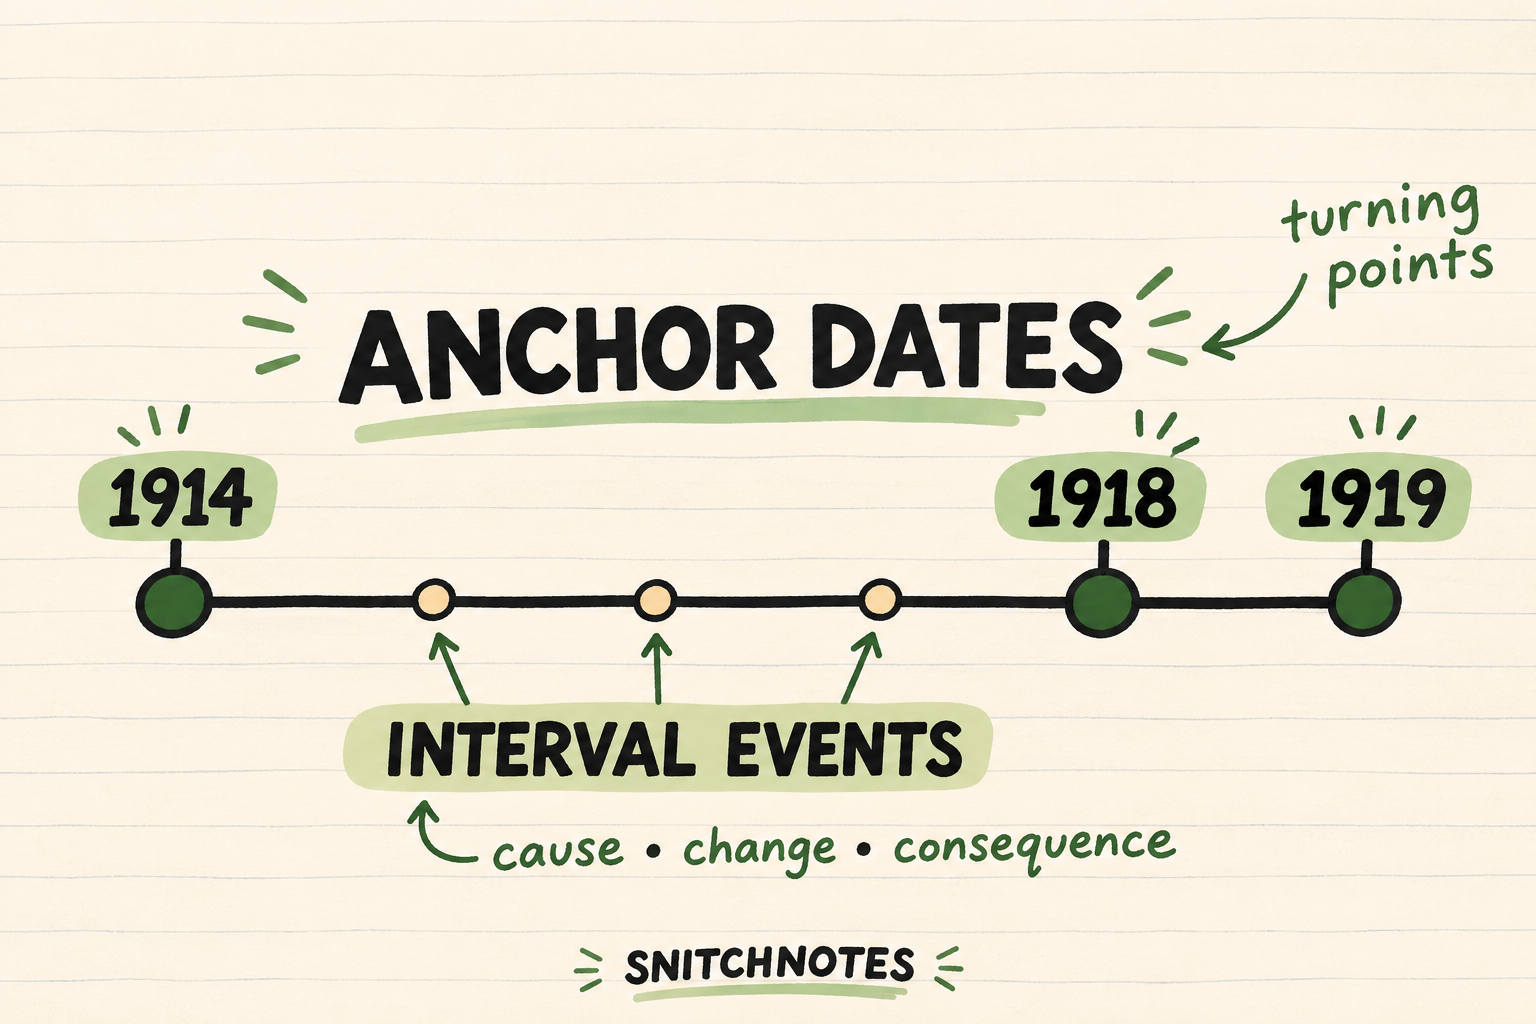 turning
points
ANCHOR DATES
1914
1918
1919
INTERVAL EVENTS
cause • change • consequence
SNITCHNOTES